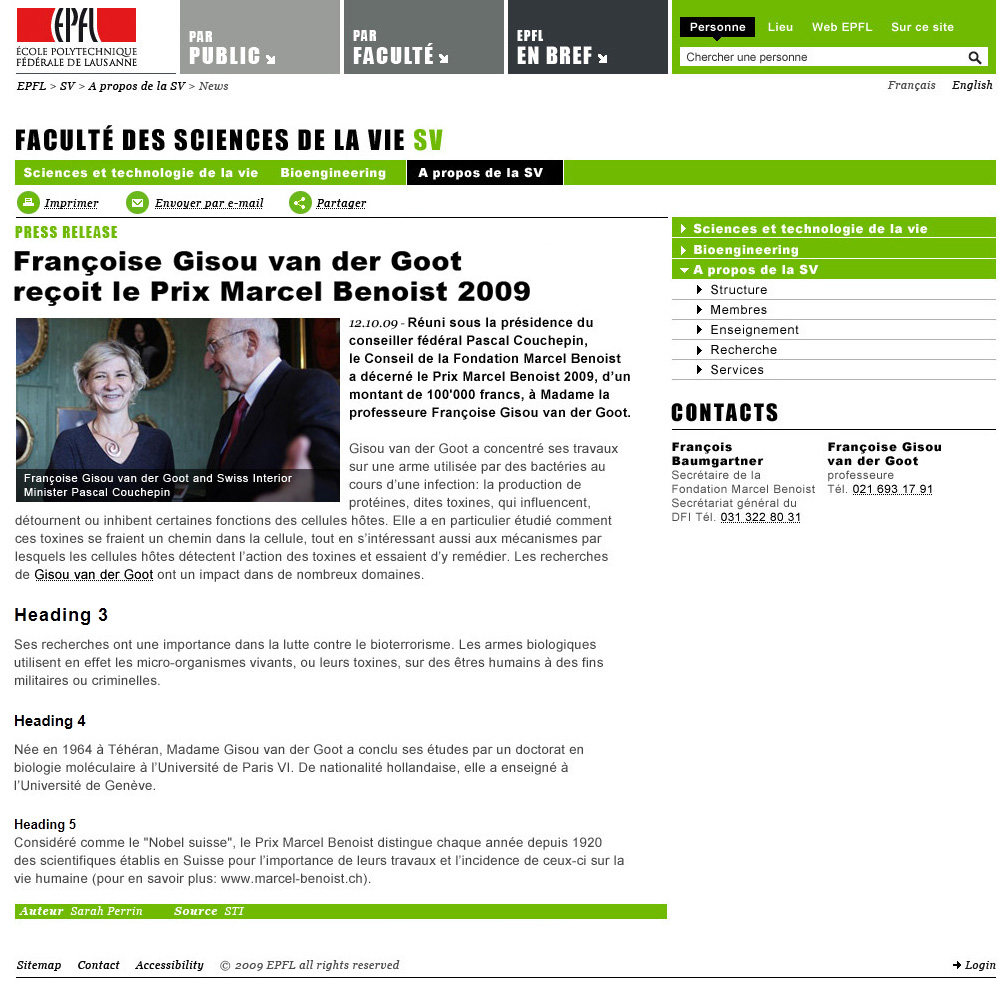 EPFL
ÉCOLE POLYTECHNIQUE
FÉDÉRALE DE LAUSANNE
PAR
PUBLIC
PAR
FACULTÉ
EPFL
EN BREF
Personne Lieu Web EPFL Sur ce site
Chercher une personne
EPFL > SV > A propos de la SV > News
Français English
FACULTÉ DES SCIENCES DE LA VIE SV
Sciences et technologie de la vie Bioengineering A propos de la SV
Imprimer Envoyer par e-mail Partager
PRESS RELEASE
Françoise Gisou van der Goot
reçoit le Prix Marcel Benoist 2009
Françoise Gisou van der Goot and Swiss Interior
Minister Pascal Couchepin
12.10.09 - Réuni sous la présidence du
conseiller fédéral Pascal Couchepin,
le Conseil de la Fondation Marcel Benoist
a décerné le Prix Marcel Benoist 2009, d’un
montant de 100'000 francs, à Madame la
professeure Françoise Gisou van der Goot.
Gisou van der Goot a concentré ses travaux
sur une arme utilisée par des bactéries au
cours d’une infection: la production de
protéines, dites toxines, qui influencent,
détournent ou inhibent certaines fonctions des cellules hôtes. Elle a en particulier étudié comment
ces toxines se fraient un chemin dans la cellule, tout en s’intéressant aussi aux mécanismes par
lesquels les cellules hôtes détectent l’action des toxines et essaient d’y remédier. Les recherches
de Gisou van der Goot ont un impact dans de nombreux domaines.
Heading 3
Ses recherches ont une importance dans la lutte contre le bioterrorisme. Les armes biologiques
utilisent en effet les micro-organismes vivants, ou leurs toxines, sur des êtres humains à des fins
militaires ou criminelles.
Heading 4
Née en 1964 à Téhéran, Madame Gisou van der Goot a conclu ses études par un doctorat en
biologie moléculaire à l’Université de Paris VI. De nationalité hollandaise, elle a enseigné à
l’Université de Genève.
Heading 5
Considéré comme le "Nobel suisse", le Prix Marcel Benoist distingue chaque année depuis 1920
des scientifiques établis en Suisse pour l’importance de leurs travaux et l’incidence de ceux-ci sur la
vie humaine (pour en savoir plus: www.marcel-benoist.ch).
Auteur Sarah Perrin Source STI
Sciences et technologie de la vie
Bioengineering
A propos de la SV
Structure
Membres
Enseignement
Recherche
Services
CONTACTS
François
Baumgartner
Secrétaire de la
Fondation Marcel Benoist
Secrétariat général du
DFI Tél. 031 322 80 31
Françoise Gisou
van der Goot
professeure
Tél. 021 693 17 91
Sitemap Contact Accessibility © 2009 EPFL all rights reserved
Login